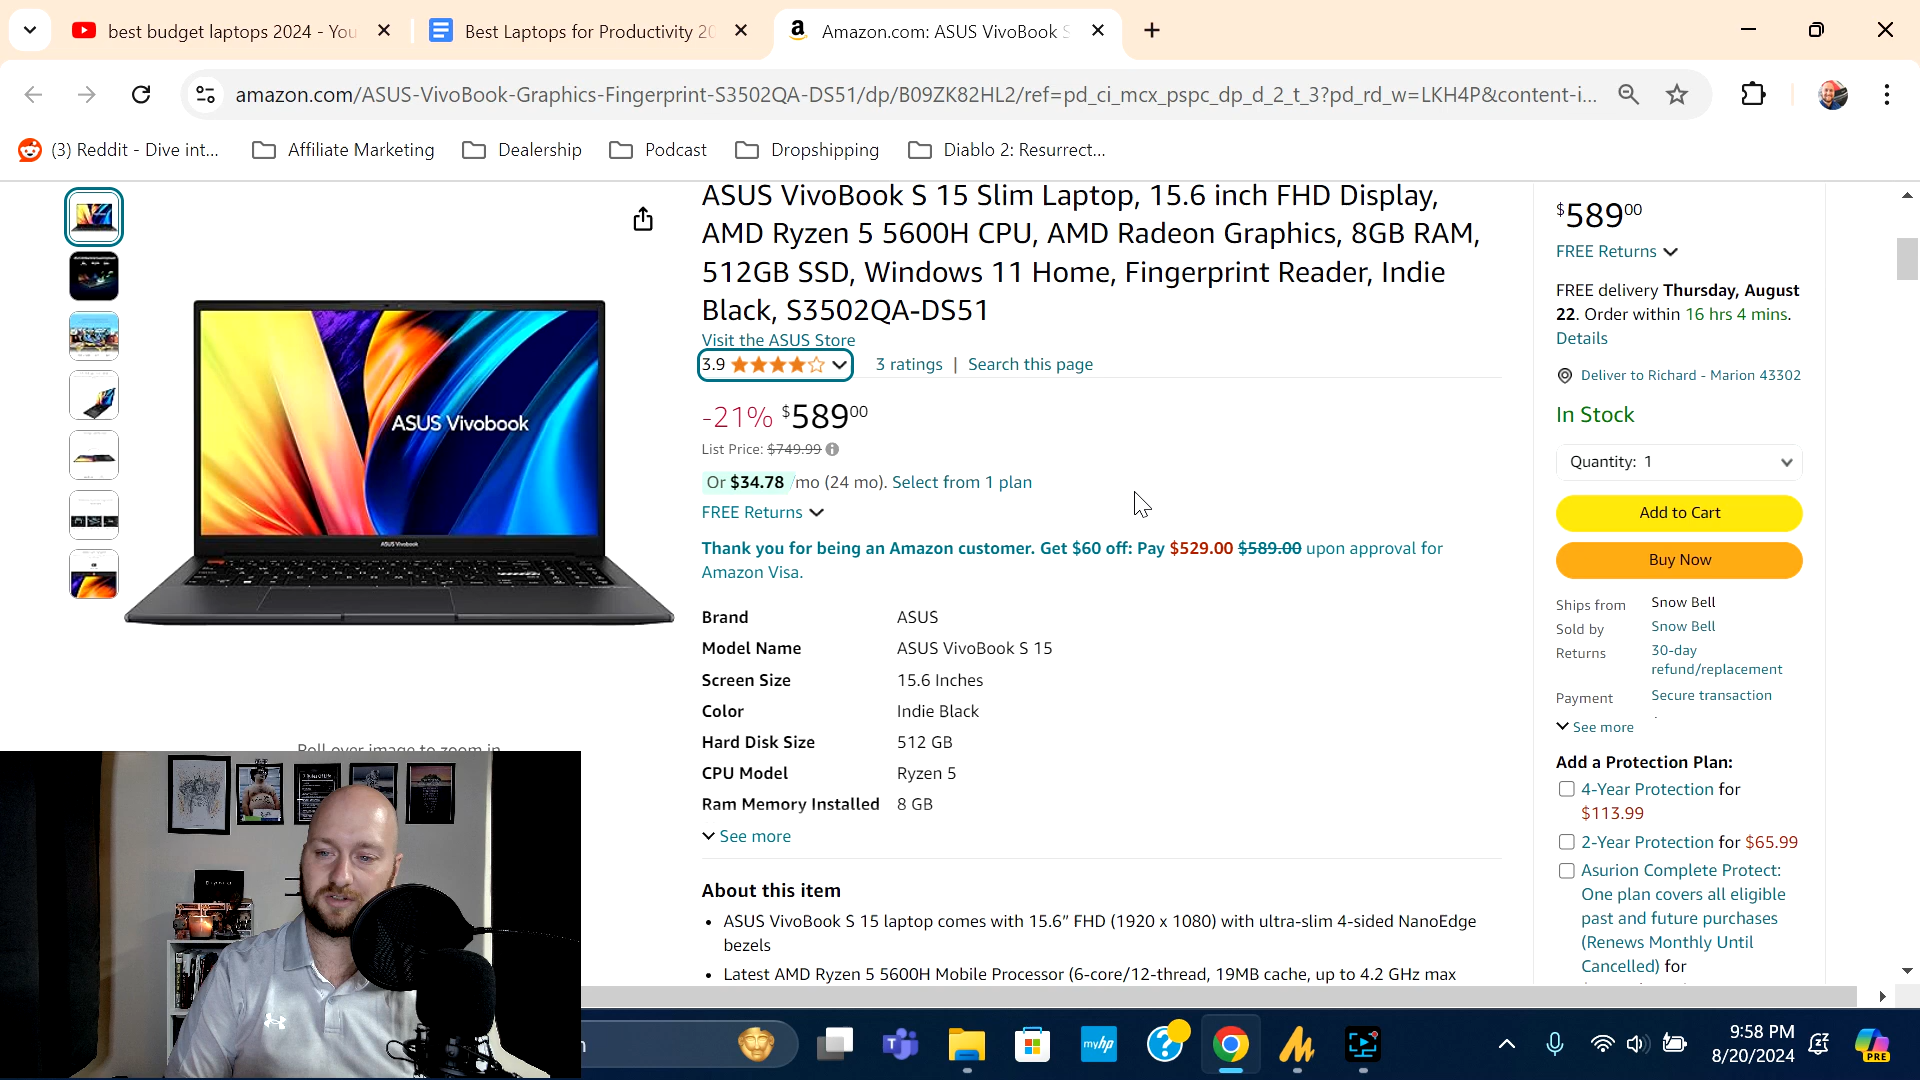 best budget laptops 2024 - You
Best Laptops for Productivity 20
Amazon.com: ASUS VivoBook S
amazon.com/ASUS-VivoBook-Graphics-Fingerprint-S3502QA-DS51/dp/B09ZK82HL2/ref=pd_ci_mcx_pspc_dp_d_2_t_3?pd_rd_w=LKH4P&content-i...
(3) Reddit - Dive int...
Affiliate Marketing
Dealership
Podcast
Dropshipping
Diablo 2: Resurrect...
ASUS VivoBook S 15 Slim Laptop, 15.6 inch FHD Display,
AMD Ryzen 5 5600H CPU, AMD Radeon Graphics, 8GB RAM,
512GB SSD, Windows 11 Home, Fingerprint Reader, Indie
Black, S3502QA-DS51
Visit the ASUS Store
3.9
3 ratings | Search this page
-21% $589.00
List Price: $749.99
Or $34.78 /mo (24 mo). Select from 1 plan
FREE Returns
Thank you for being an Amazon customer. Get $60 off: Pay $529.00 $589.00 upon approval for
Amazon Visa.
Brand ASUS
Model Name ASUS VivoBook S 15
Screen Size 15.6 Inches
Color Indie Black
Hard Disk Size 512 GB
CPU Model Ryzen 5
Ram Memory Installed 8 GB
See more
About this item
• ASUS VivoBook S 15 laptop comes with 15.6” FHD (1920 x 1080) with ultra-slim 4-sided NanoEdge
bezels
• Latest AMD Ryzen 5 5600H Mobile Processor (6-core/12-thread, 19MB cache, up to 4.2 GHz max
ASUS Vivobook
ASUS Vivobook
Roll over image to zoom in
$589.00
FREE Returns
FREE delivery Thursday, August
22. Order within 16 hrs 4 mins.
Details
Deliver to Richard - Marion 43302
In Stock
Quantity: 1
Add to Cart
Buy Now
Ships from Snow Bell
Sold by Snow Bell
Returns 30-day
refund/replacement
Payment Secure transaction
See more
Add a Protection Plan:
4-Year Protection for
$113.99
2-Year Protection for $65.99
Asurion Complete Protect:
One plan covers all eligible
past and future purchases
(Renews Monthly Until
Cancelled) for
myhp
9:58 PM
8/20/2024
PRE